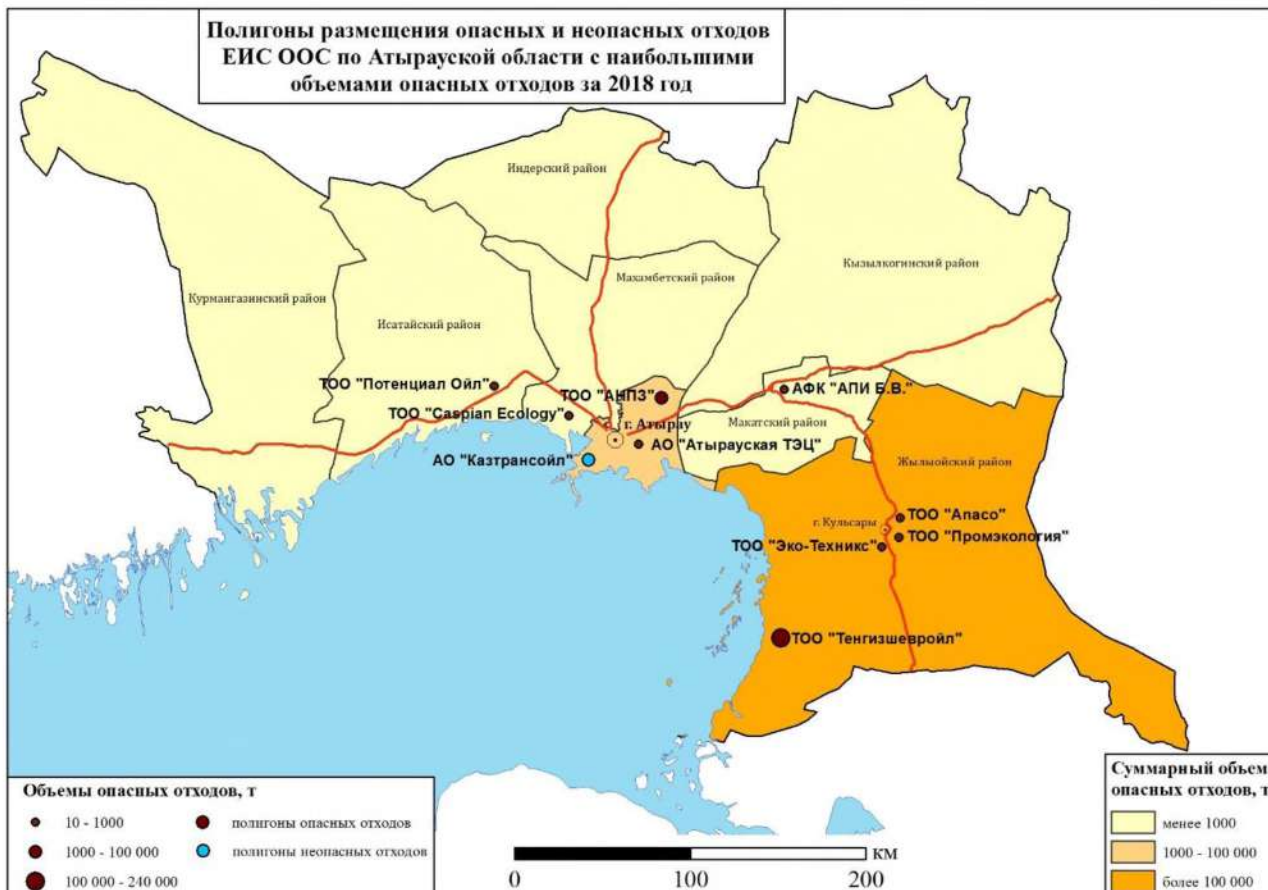 Полигоны размещения опасных и неопасных отходов
ЕИС ООС по Атырауской области с наибольшими
объемами опасных отходов за 2018 год
Индерский район
Кызылкогинский район
Махамбетский район
Курмангазинский район
Исатайский район
ТОО "Потенциал Ойл"
ТОО "АНПЗ"
АФК "АПИ Б.В."
ТОО "Caspian Ecology"
г. Атырау
Макатский район
АО "Атырауская ТЭЦ"
АО "Казтрансойл"
Жылыойский район
ТОО "Апасо"
г. Кульсары
ТОО "Промэкология"
ТОО "Эко-Техникс"
ТОО "Тенгизшевройл"
Объемы опасных отходов, т
10 - 1000
полигоны опасных отходов
1000 - 100 000
полигоны неопасных отходов
100 000 - 240 000
КМ
0 100 200
Суммарный объем
опасных отходов, т
менее 1000
1000 - 100 000
более 100 000